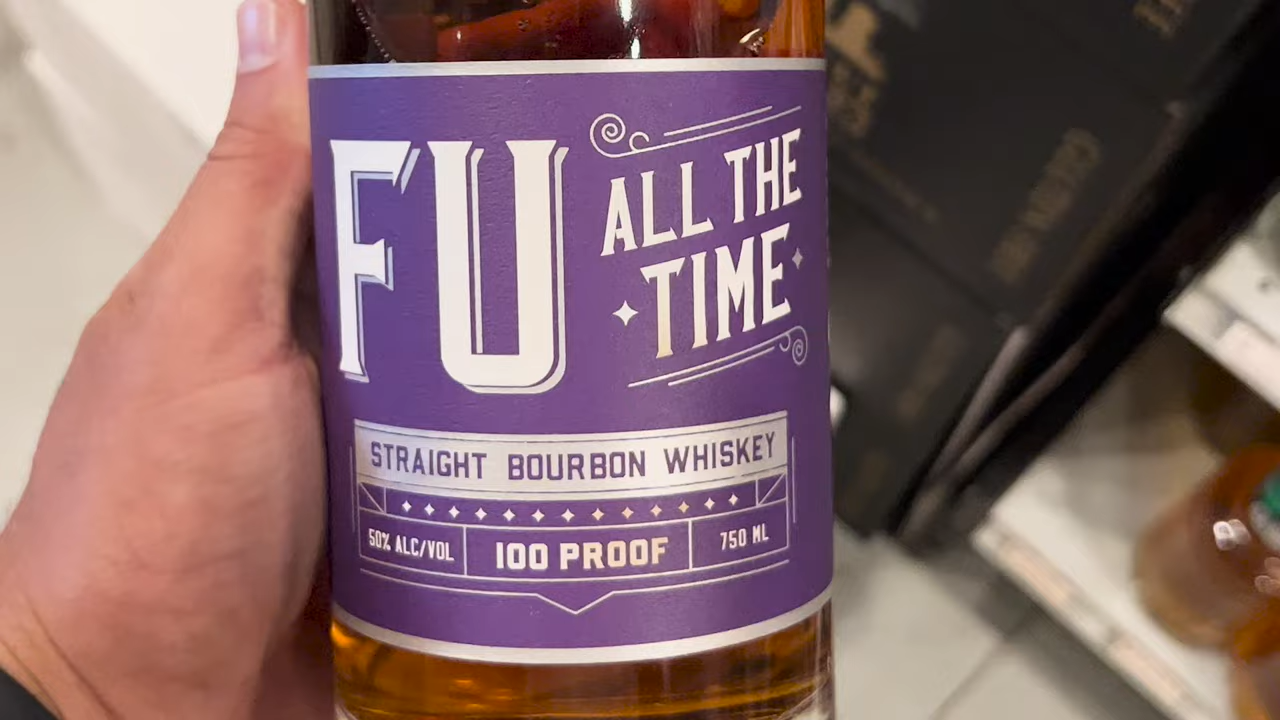 FU
ALL THE
TIME
STRAIGHT BOURBON WHISKEY
50% ALC/VOL
100 PROOF
750 ML